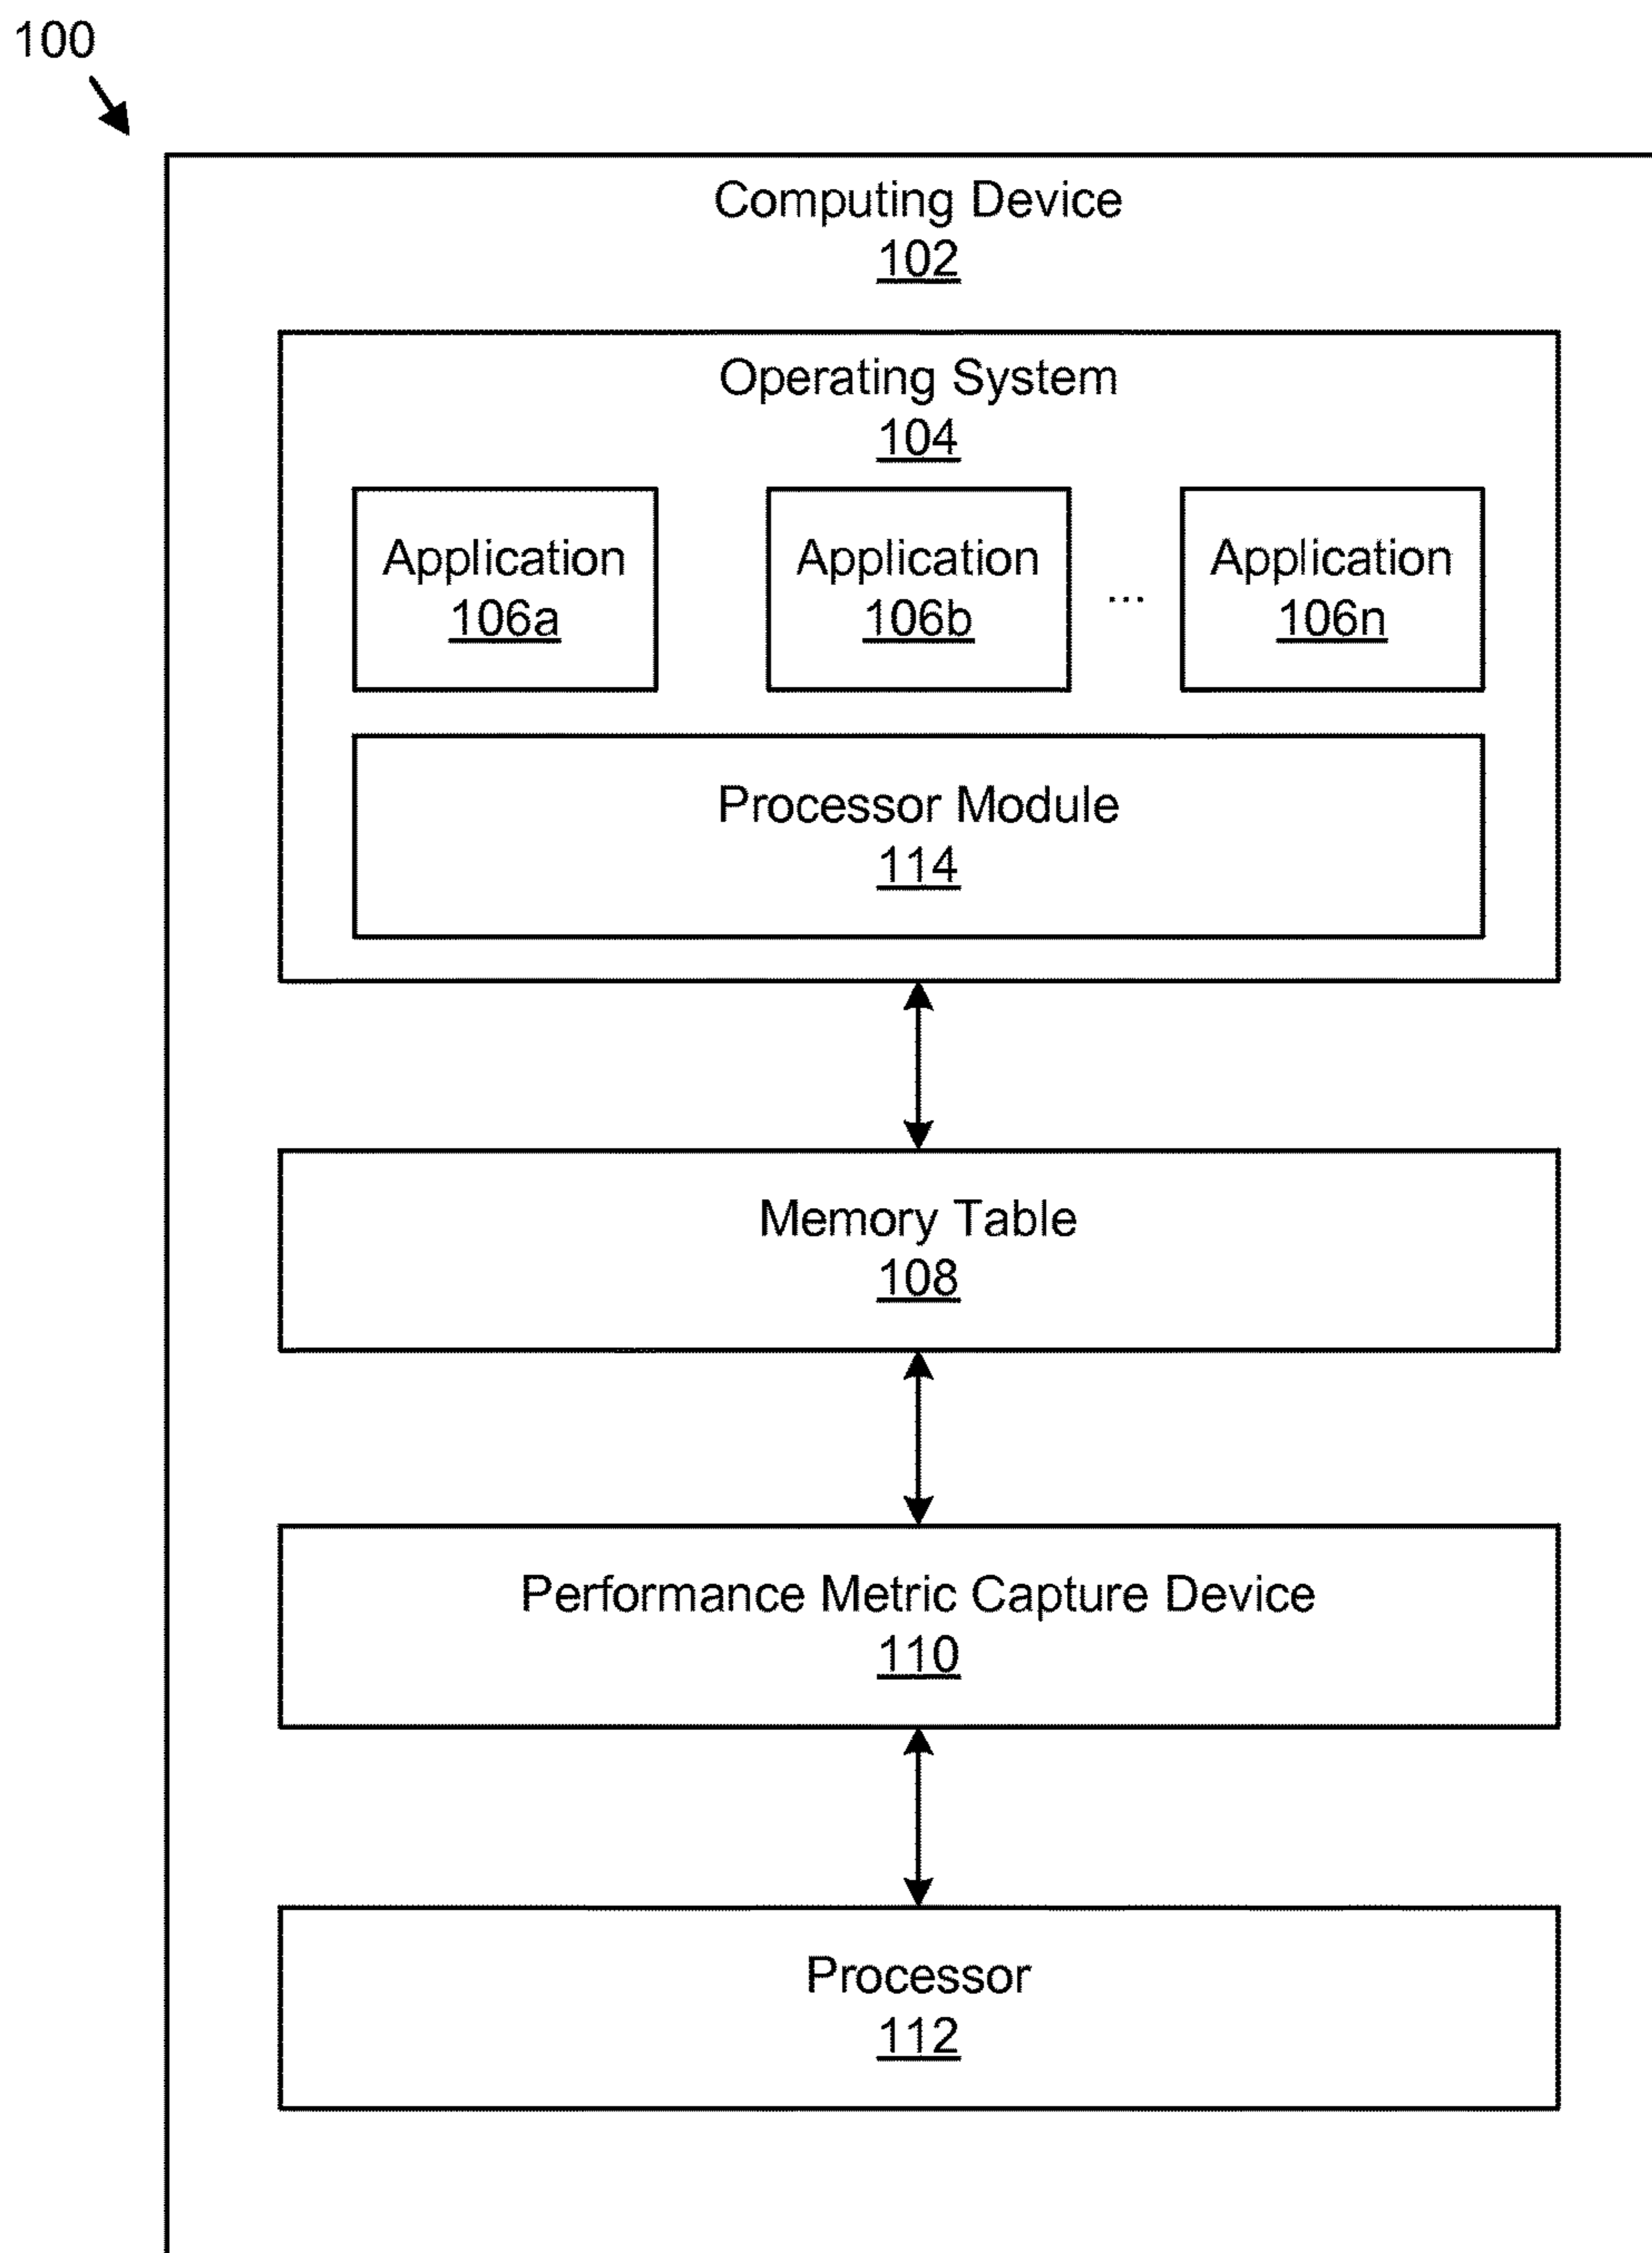 100
Computing Device
102
Operating System
104
Application
106a
Application
106b
...
Application
106n
Processor Module
114
Memory Table
108
Performance Metric Capture Device
110
Processor
112